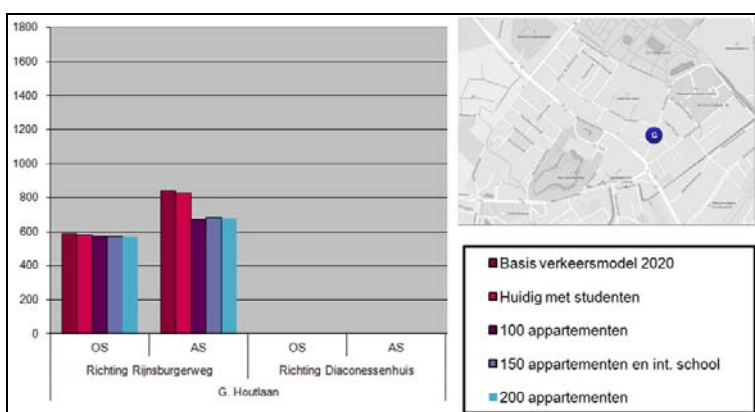 1800
1600
1400
1200
1000
800
600
400
200
0
OS
AS
OS
AS
Richting Rijnsburgerweg
Richting Diaconessenhuis
G. Houtlaan
G
Basis verkeersmodel 2020
Huidig met studenten
100 appartementen
150 appartementen en int. school
200 appartementen